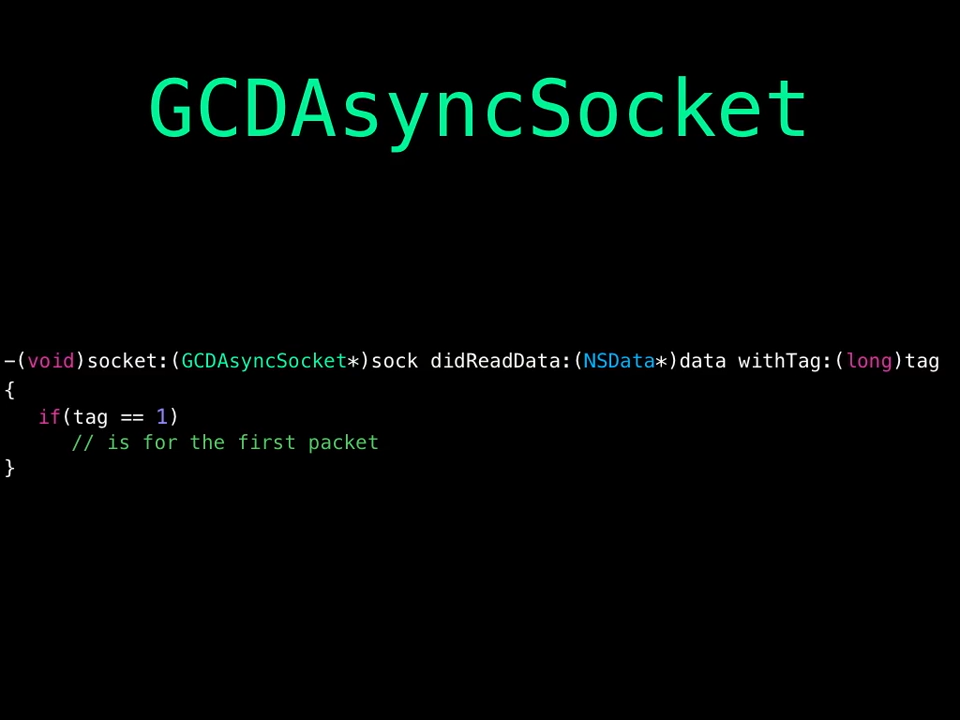 GCDAsyncSocket
-(void)socket:(GCDAsyncSocket*)sock didReadData:(NSData*)data withTag:(long)tag
{
if(tag == 1)
// is for the first packet
}